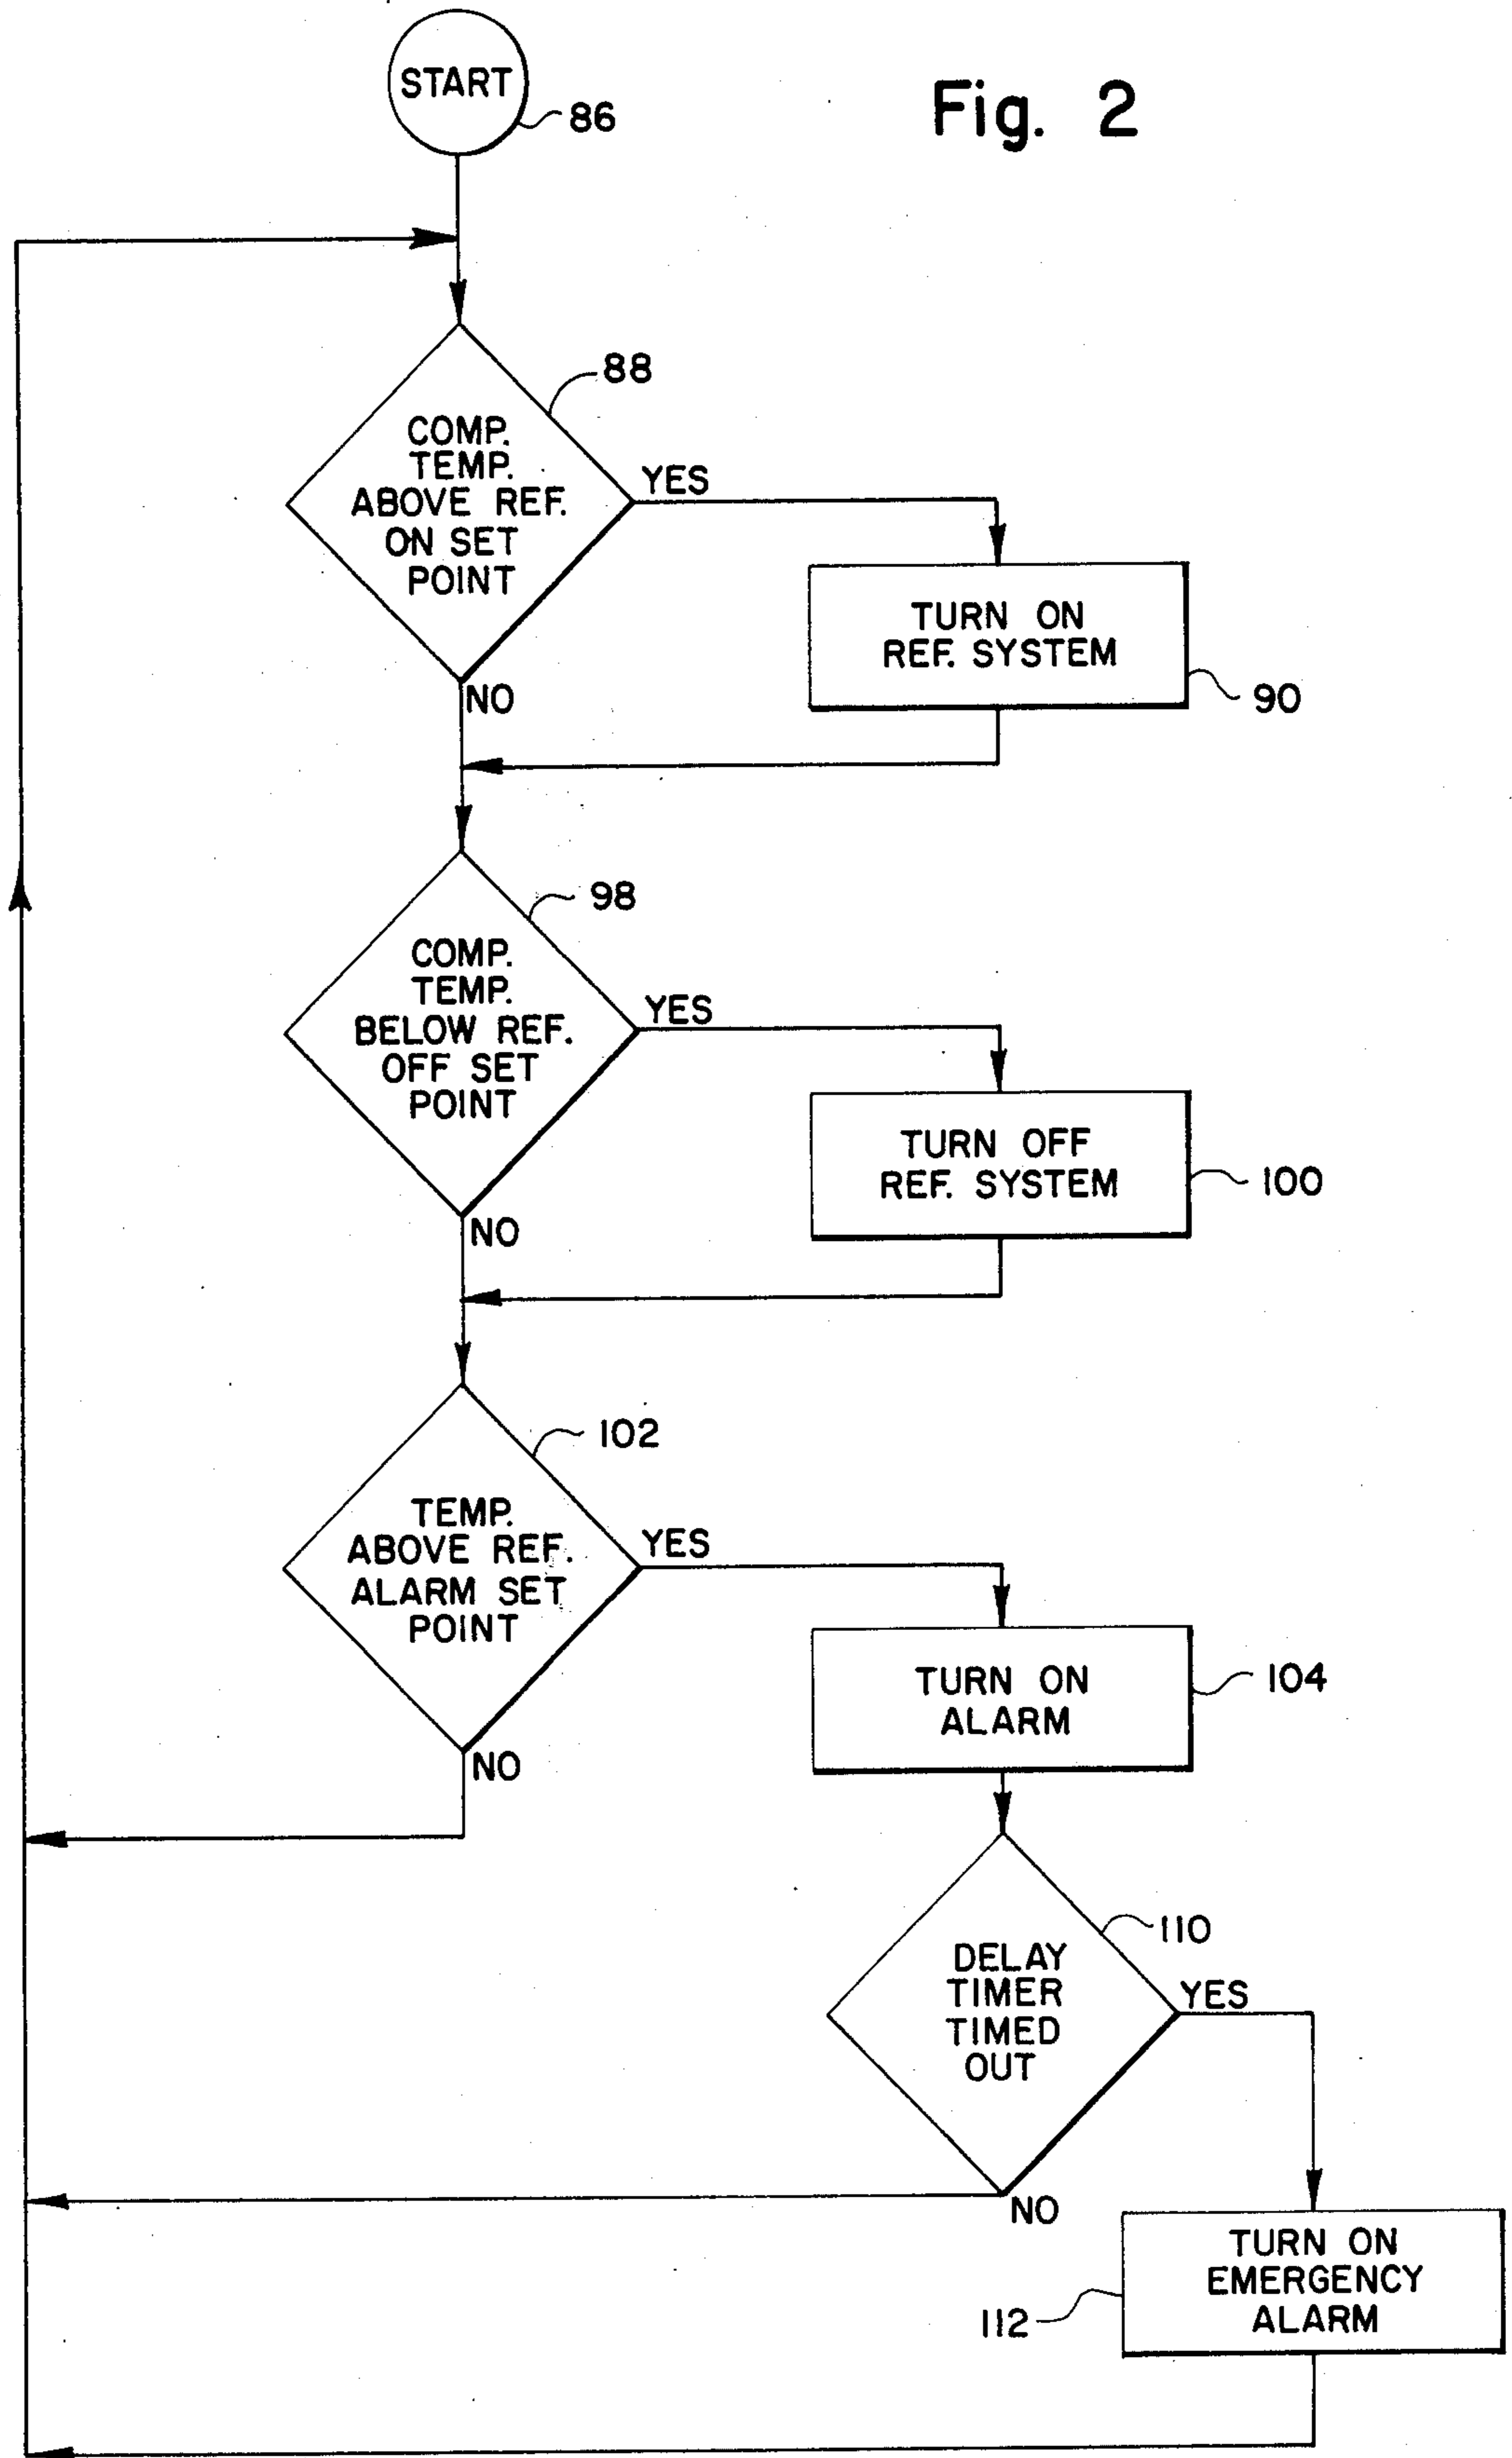 START
86
Fig. 2
88
COMP.
TEMP.
ABOVE REF.
ON SET
POINT
YES
NO
TURN ON
REF. SYSTEM
90
98
COMP.
TEMP.
BELOW REF.
OFF SET
POINT
YES
NO
TURN OFF
REF. SYSTEM
100
102
TEMP.
ABOVE REF.
ALARM SET
POINT
YES
NO
TURN ON
ALARM
104
110
DELAY
TIMER
TIMED
OUT
YES
NO
TURN ON
EMERGENCY
ALARM
112